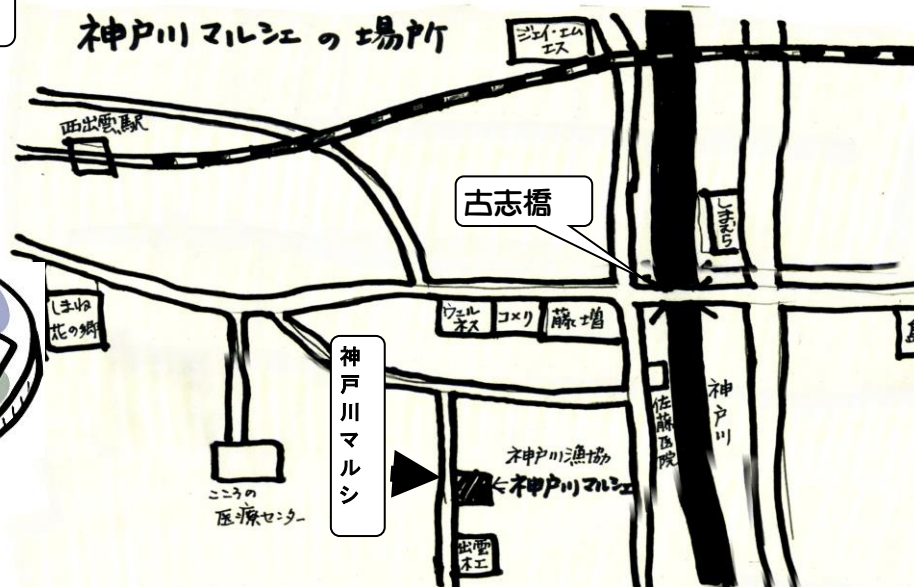 神戸川マルシェの場所
ジェイ・エム
エス
西出雲駅
古志橋
しまむら
しまね
花の郷
ウェル
ネス
コメリ
藤増
神戸川マルシ
佐藤医院
神戸川
神戸川漁協
←神戸川マルシェ
こころの
医療センター
出雲
木工